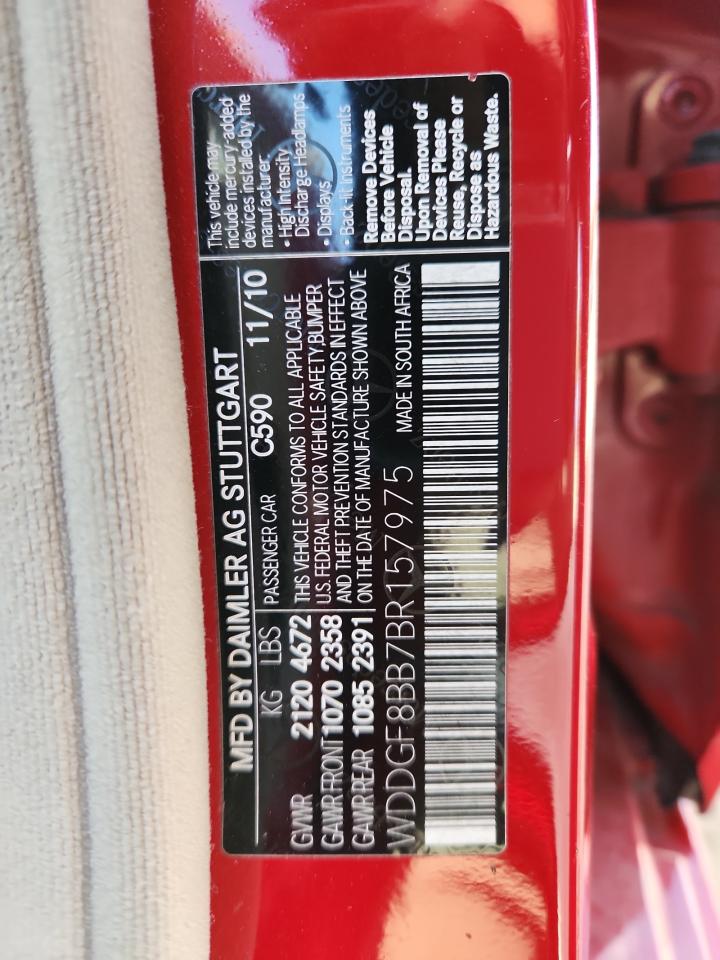 MFD BY DAIMLER AG STUTTGART
KG LBS PASSENGER CAR C590 11/10
GVWR 2120 4672
GAWR FRONT 1070 2358
GAWR REAR 1085 2391
THIS VEHICLE CONFORMS TO ALL APPLICABLE
U.S. FEDERAL MOTOR VEHICLE SAFETY,BUMPER
AND THEFT PREVENTION STANDARDS IN EFFECT
ON THE DATE OF MANUFACTURE SHOWN ABOVE
WDDGF8BB7BR157975 MADE IN SOUTH AFRICA
This vehicle may
include mercury-added
devices installed by the
manufacturer:
• High Intensity
Discharge Headlamps
• Displays
• Back-lit Instruments
Remove Devices
Before Vehicle
Disposal.
Upon Removal of
Devices Please
Reuse, Recycle or
Dispose as
Hazardous Waste.